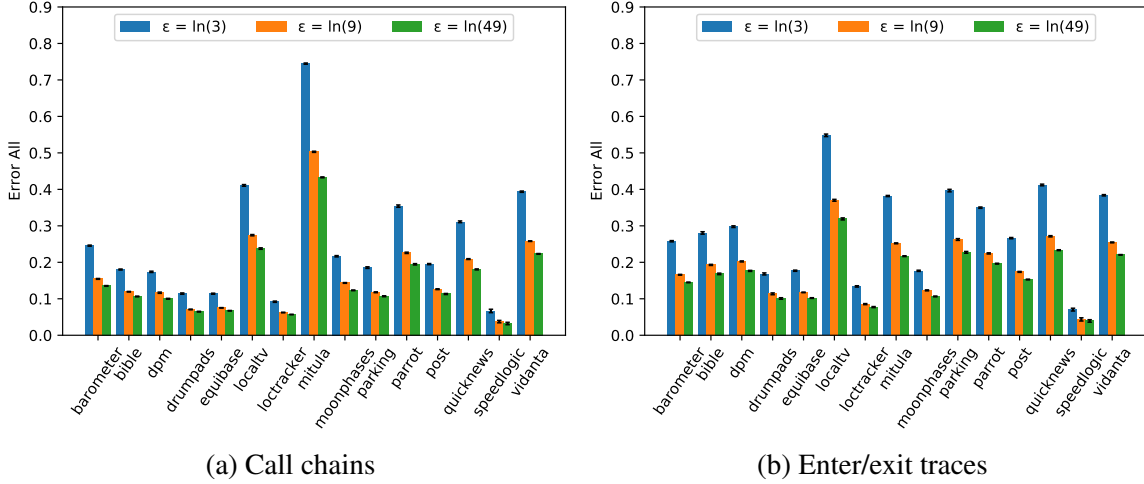 0.9
0.8
0.7
0.6
0.5
0.4
0.3
0.2
0.1
0.0
Error All
ε = ln(3) ε = ln(9) ε = ln(49)
barometer
bible
dpm
drumpads
equibase
localtv
loctracker
mitula
moonphases
parking
parrot
post
quicknews
speedlogic
vidanta
(a) Call chains
0.9
0.8
0.7
0.6
0.5
0.4
0.3
0.2
0.1
0.0
Error All
ε = ln(3) ε = ln(9) ε = ln(49)
barometer
bible
dpm
drumpads
equibase
localtv
loctracker
mitula
moonphases
parking
parrot
post
quicknews
speedlogic
vidanta
(b) Enter/exit traces